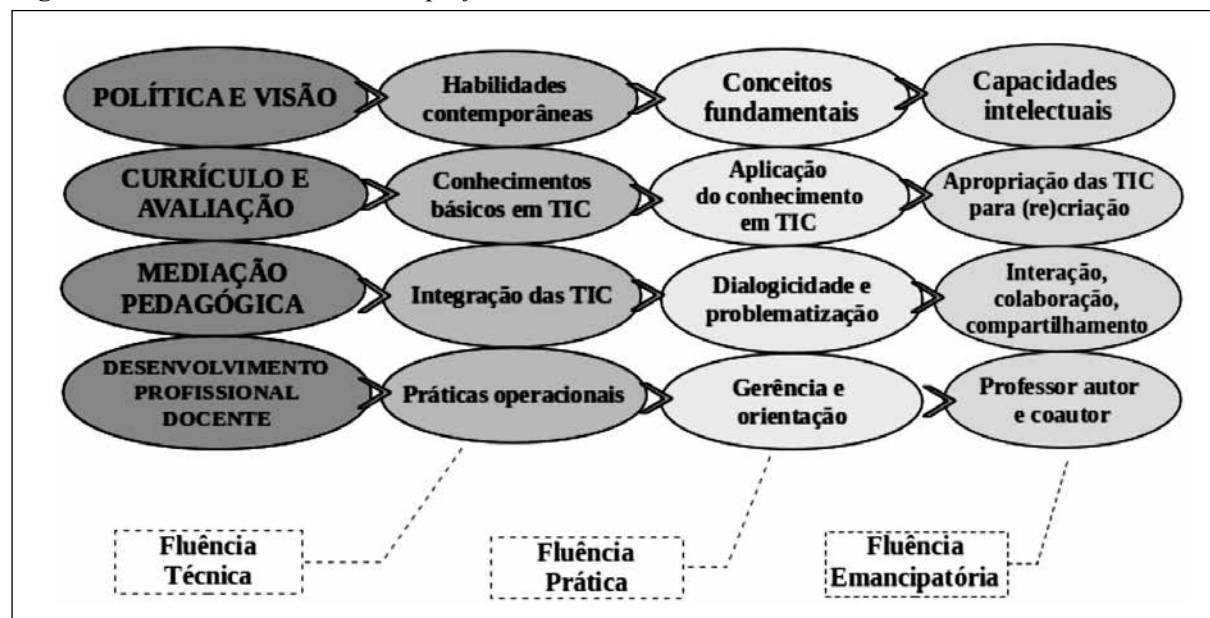 POLÍTICA E VISÃO
Habilidades
contemporâneas
Conceitos
fundamentais
Capacidades
intelectuais
CURRÍCULO E
AVALIAÇÃO
Conhecimentos
básicos em TIC
Aplicação
do conhecimento
em TIC
Apropriação das TIC
para (re)criação
MEDIAÇÃO
PEDAGÓGICA
Integração das TIC
Dialogicidade e
problematização
Interação,
colaboração,
compartilhamento
DESENVOLVIMENTO
PROFISSIONAL
DOCENTE
Práticas operacionais
Gerência e
orientação
Professor autor
e coautor
Fluência
Técnica
Fluência
Prática
Fluência
Emancipatória